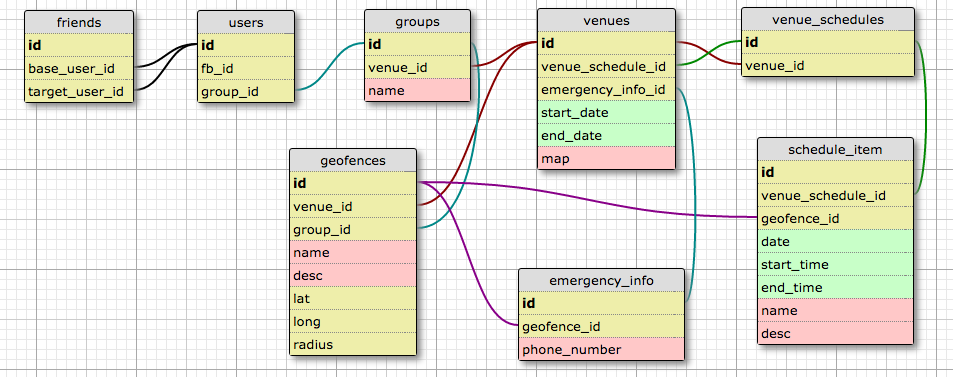 friends
id
base_user_id
target_user_id
users
id
fb_id
group_id
groups
id
venue_id
name
venues
id
venue_schedule_id
emergency_info_id
start_date
end_date
map
venue_schedules
id
venue_id
geofences
id
venue_id
group_id
name
desc
lat
long
radius
emergency_info
id
geofence_id
phone_number
schedule_item
id
venue_schedule_id
geofence_id
date
start_time
end_time
name
desc